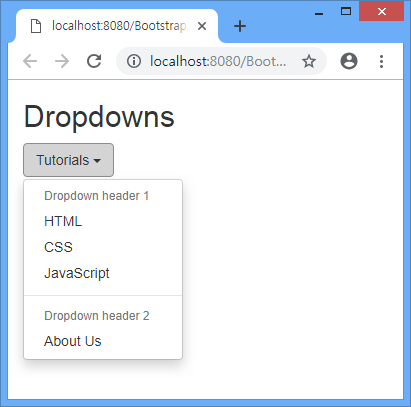 localhost:8080/Bootstrap
localhost:8080/Boot...
Dropdowns
Tutorials
Dropdown header 1
HTML
CSS
JavaScript
Dropdown header 2
About Us